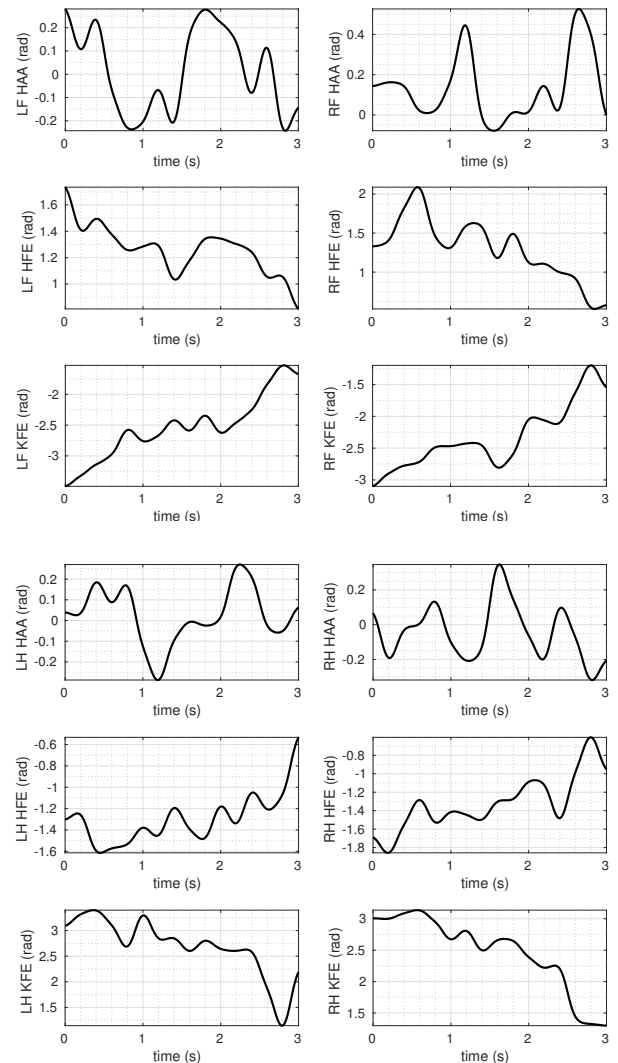 LF HAA (rad)
0.2
0.1
0
-0.1
-0.2
0 1 2 3
time (s)
RF HAA (rad)
0.4
0.2
0
0 1 2 3
time (s)
LF HFE (rad)
1.6
1.4
1.2
1
0 1 2 3
time (s)
RF HFE (rad)
2
1.5
1
0 1 2 3
time (s)
LF KFE (rad)
-2
-2.5
-3
0 1 2 3
time (s)
RF KFE (rad)
-1.5
-2
-2.5
-3
0 1 2 3
time (s)
LH HAA (rad)
0.2
0.1
0
-0.1
-0.2
0 1 2 3
time (s)
RH HAA (rad)
0.2
0
-0.2
0 1 2 3
time (s)
LH HFE (rad)
-0.6
-0.8
-1
-1.2
-1.4
-1.6
0 1 2 3
time (s)
RH HFE (rad)
-0.8
-1
-1.2
-1.4
-1.6
-1.8
0 1 2 3
time (s)
LH KFE (rad)
3
2.5
2
1.5
0 1 2 3
time (s)
RH KFE (rad)
3
2.5
2
1.5
0 1 2 3
time (s)